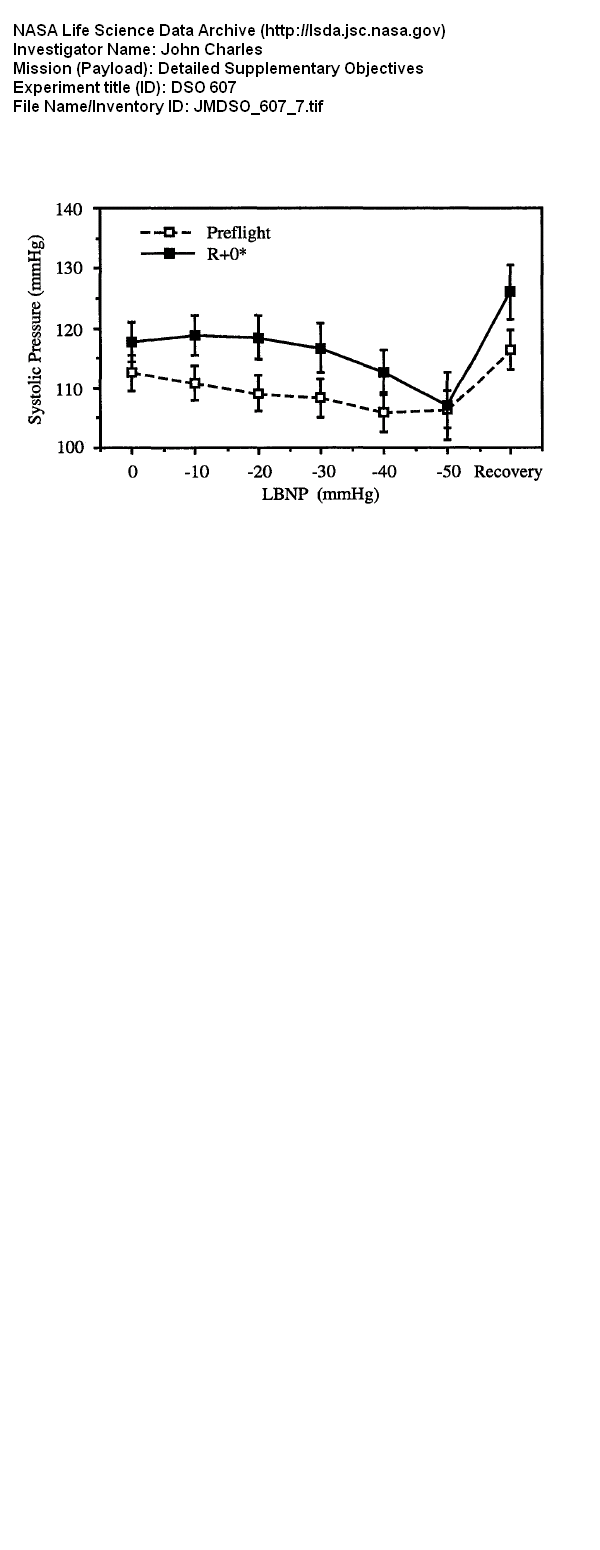 NASA Life Science Data Archive (http://lsda.jsc.nasa.gov)
Investigator Name: John Charles
Mission (Payload): Detailed Supplementary Objectives
Experiment title (ID): DSO 607
File Name/Inventory ID: JMDSO_607_7.tif
140
130
120
110
100
Systolic Pressure (mmHg)
Preflight
R+0*
0 -10 -20 -30 -40 -50 Recovery
LBNP (mmHg)